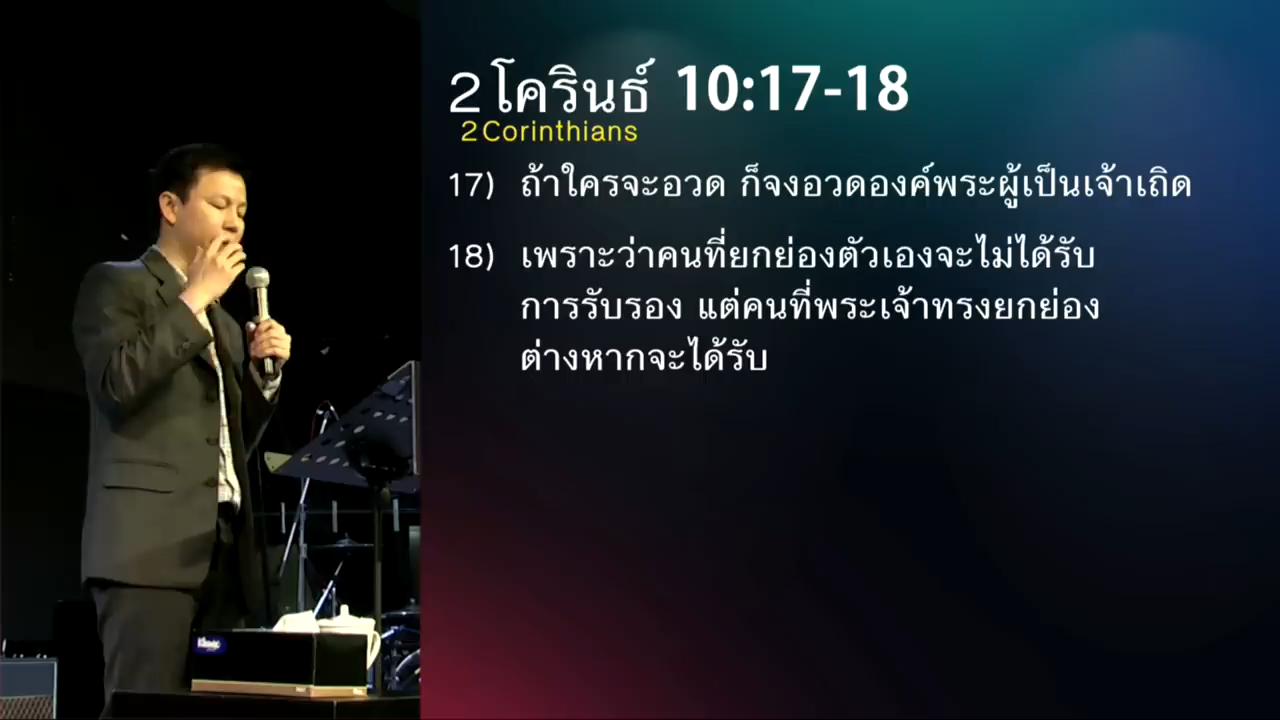 2 โครินธ์ 10:17-18
2 Corinthians
17) ถ้าใครจะอวด ก็จงอวดองค์พระผู้เป็นเจ้าเถิด
18) เพราะว่าคนที่ยกย่องตัวเองจะไม่ได้รับ
การรับรอง แต่คนที่พระเจ้าทรงยกย่อง
ต่างหากจะได้รับ